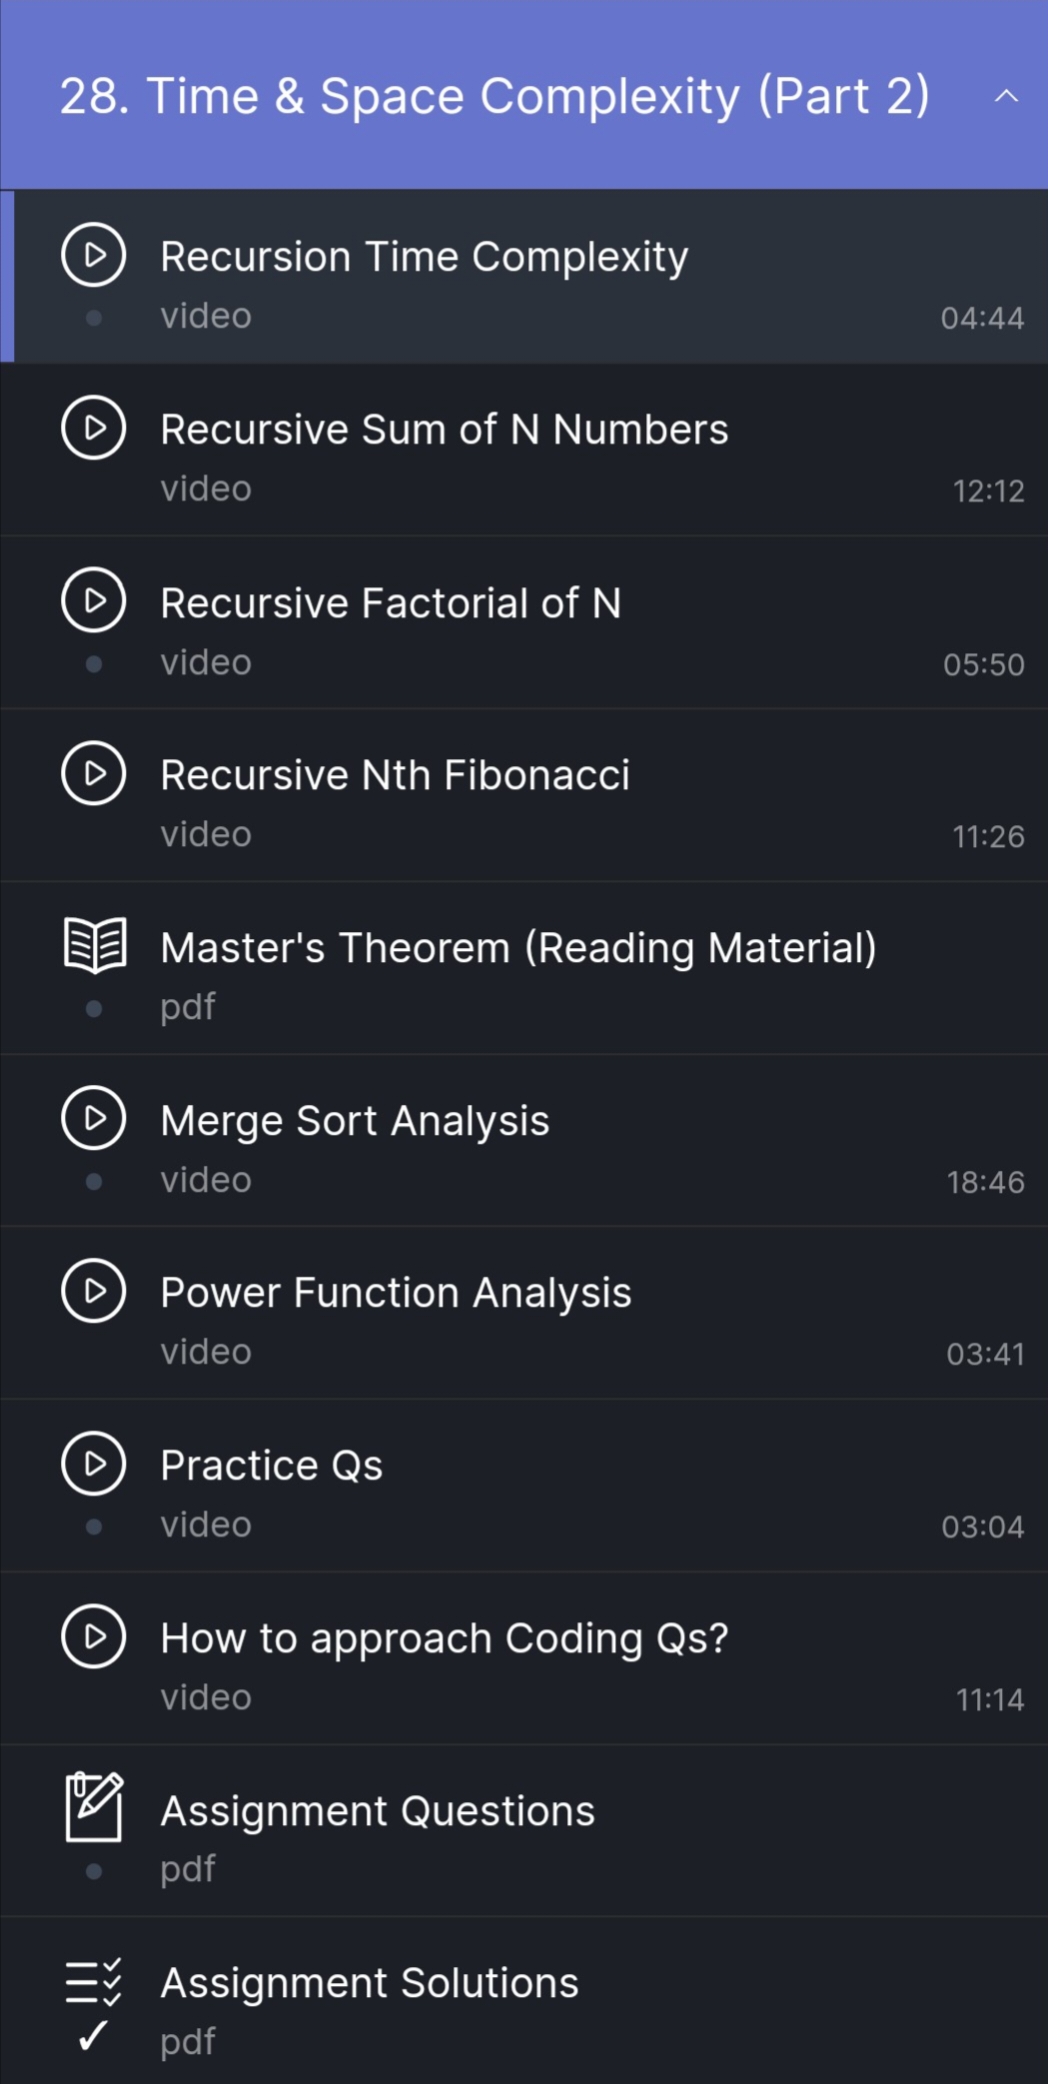 28. Time & Space Complexity (Part 2)
Recursion Time Complexity
video 04:44
Recursive Sum of N Numbers
video 12:12
Recursive Factorial of N
video 05:50
Recursive Nth Fibonacci
video 11:26
Master's Theorem (Reading Material)
pdf
Merge Sort Analysis
video 18:46
Power Function Analysis
video 03:41
Practice Qs
video 03:04
How to approach Coding Qs?
video 11:14
Assignment Questions
pdf
Assignment Solutions
pdf